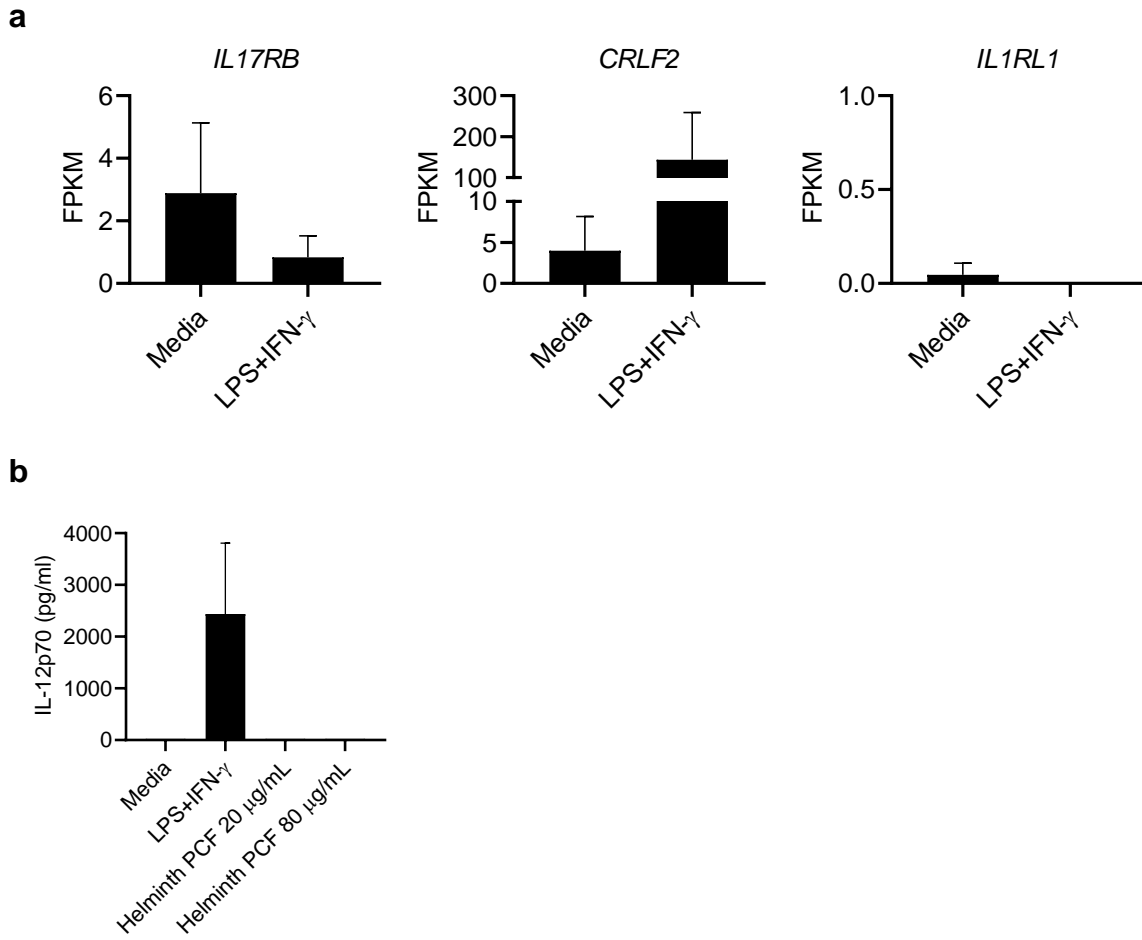 a
IL17RB
CRLF2
IL1RL1
FPKM
6
4
2
0
Media
LPS+IFN-γ
FPKM
300
200
100
10
5
0
Media
LPS+IFN-γ
FPKM
1.0
0.5
0.0
Media
LPS+IFN-γ
b
IL-12p70 (pg/ml)
4000
3000
2000
1000
0
Media
LPS+IFN-γ
Helminth PCF 20 μg/mL
Helminth PCF 80 μg/mL